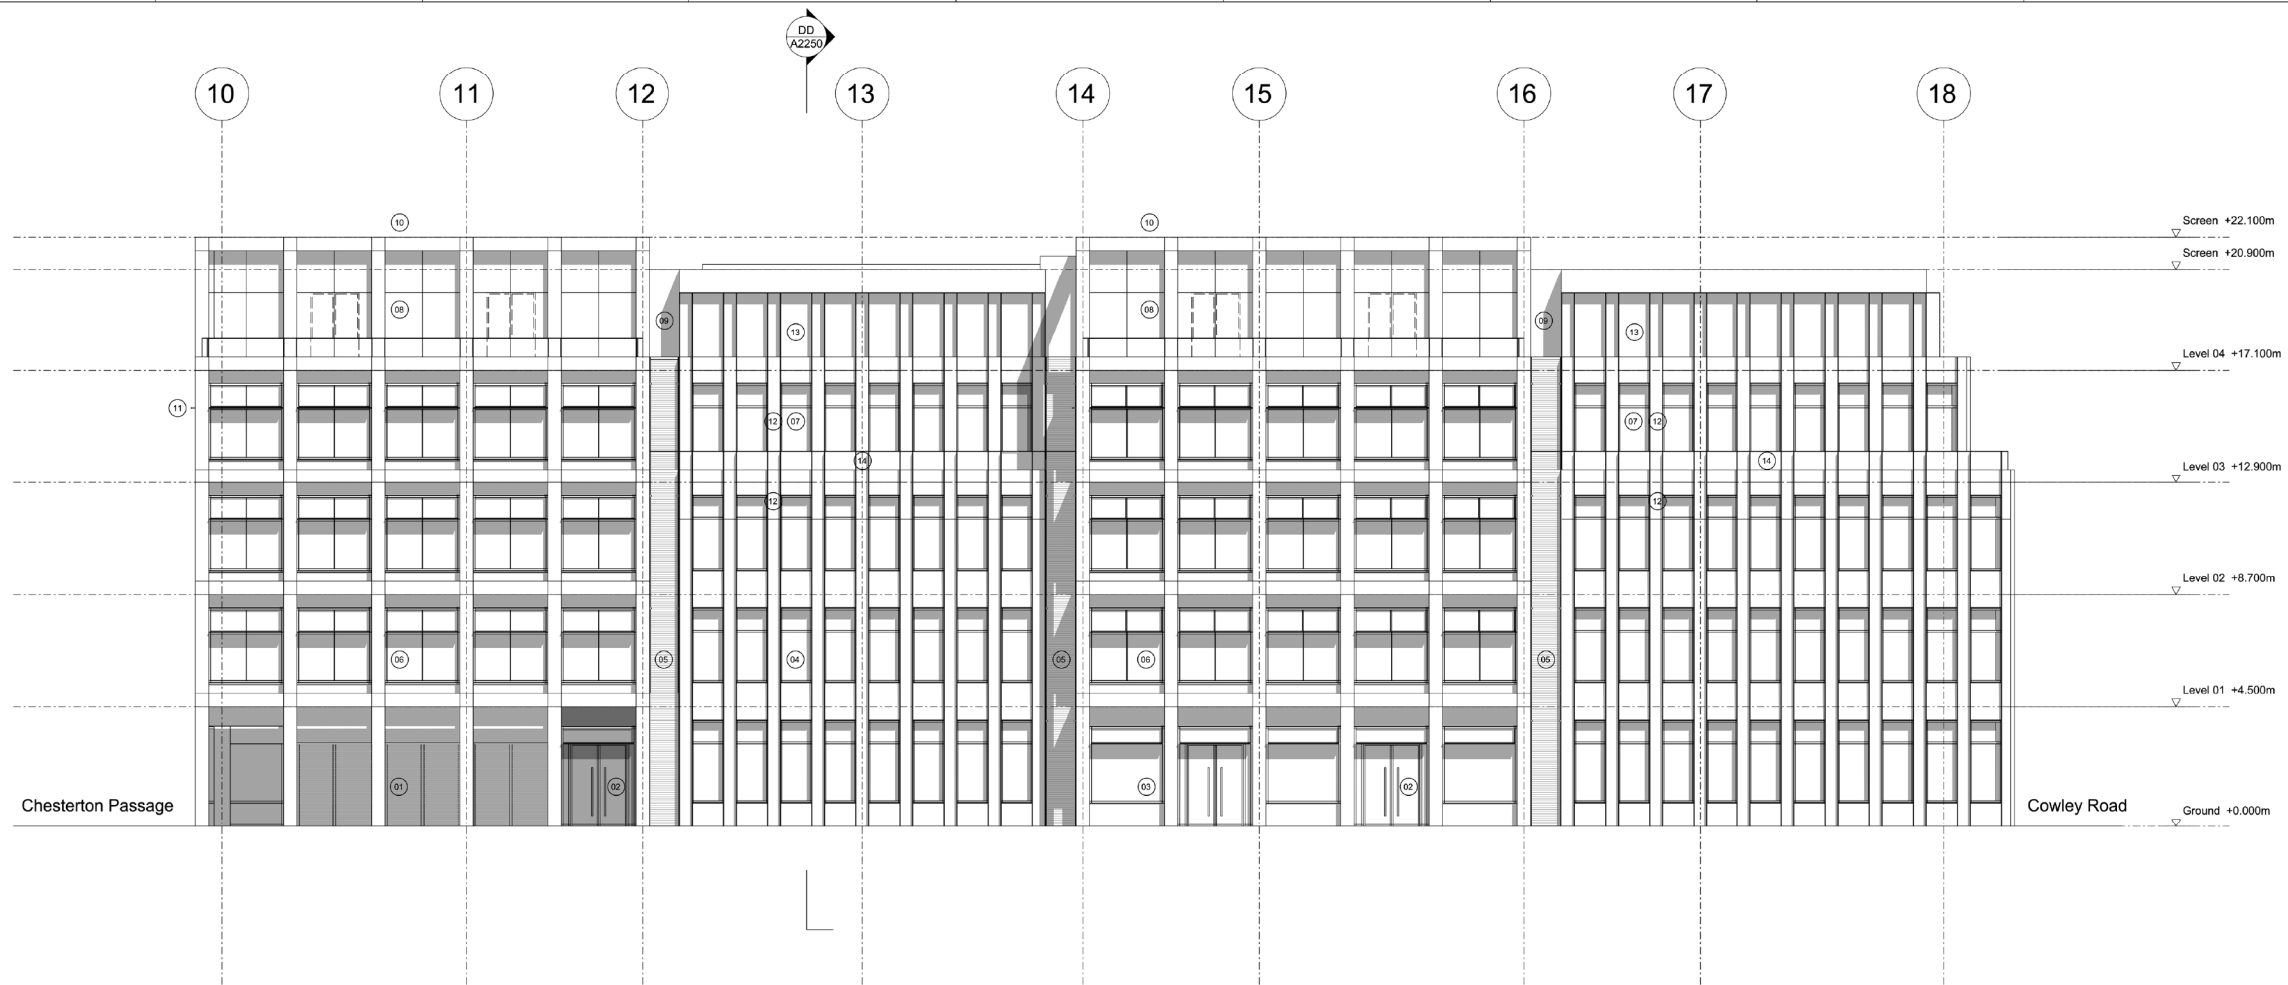 DD
A2250
10 11 12 13 14 15 16 17 18
10 10
Screen +22.100m
Screen +20.900m
08 08
09 09
13 13
Level 04 +17.100m
11
12 07 07 12
14 14
Level 03 +12.900m
12 12
Level 02 +8.700m
06 05 04 05 06 05
Level 01 +4.500m
01 02 03 02
Chesterton Passage
Cowley Road
Ground +0.000m